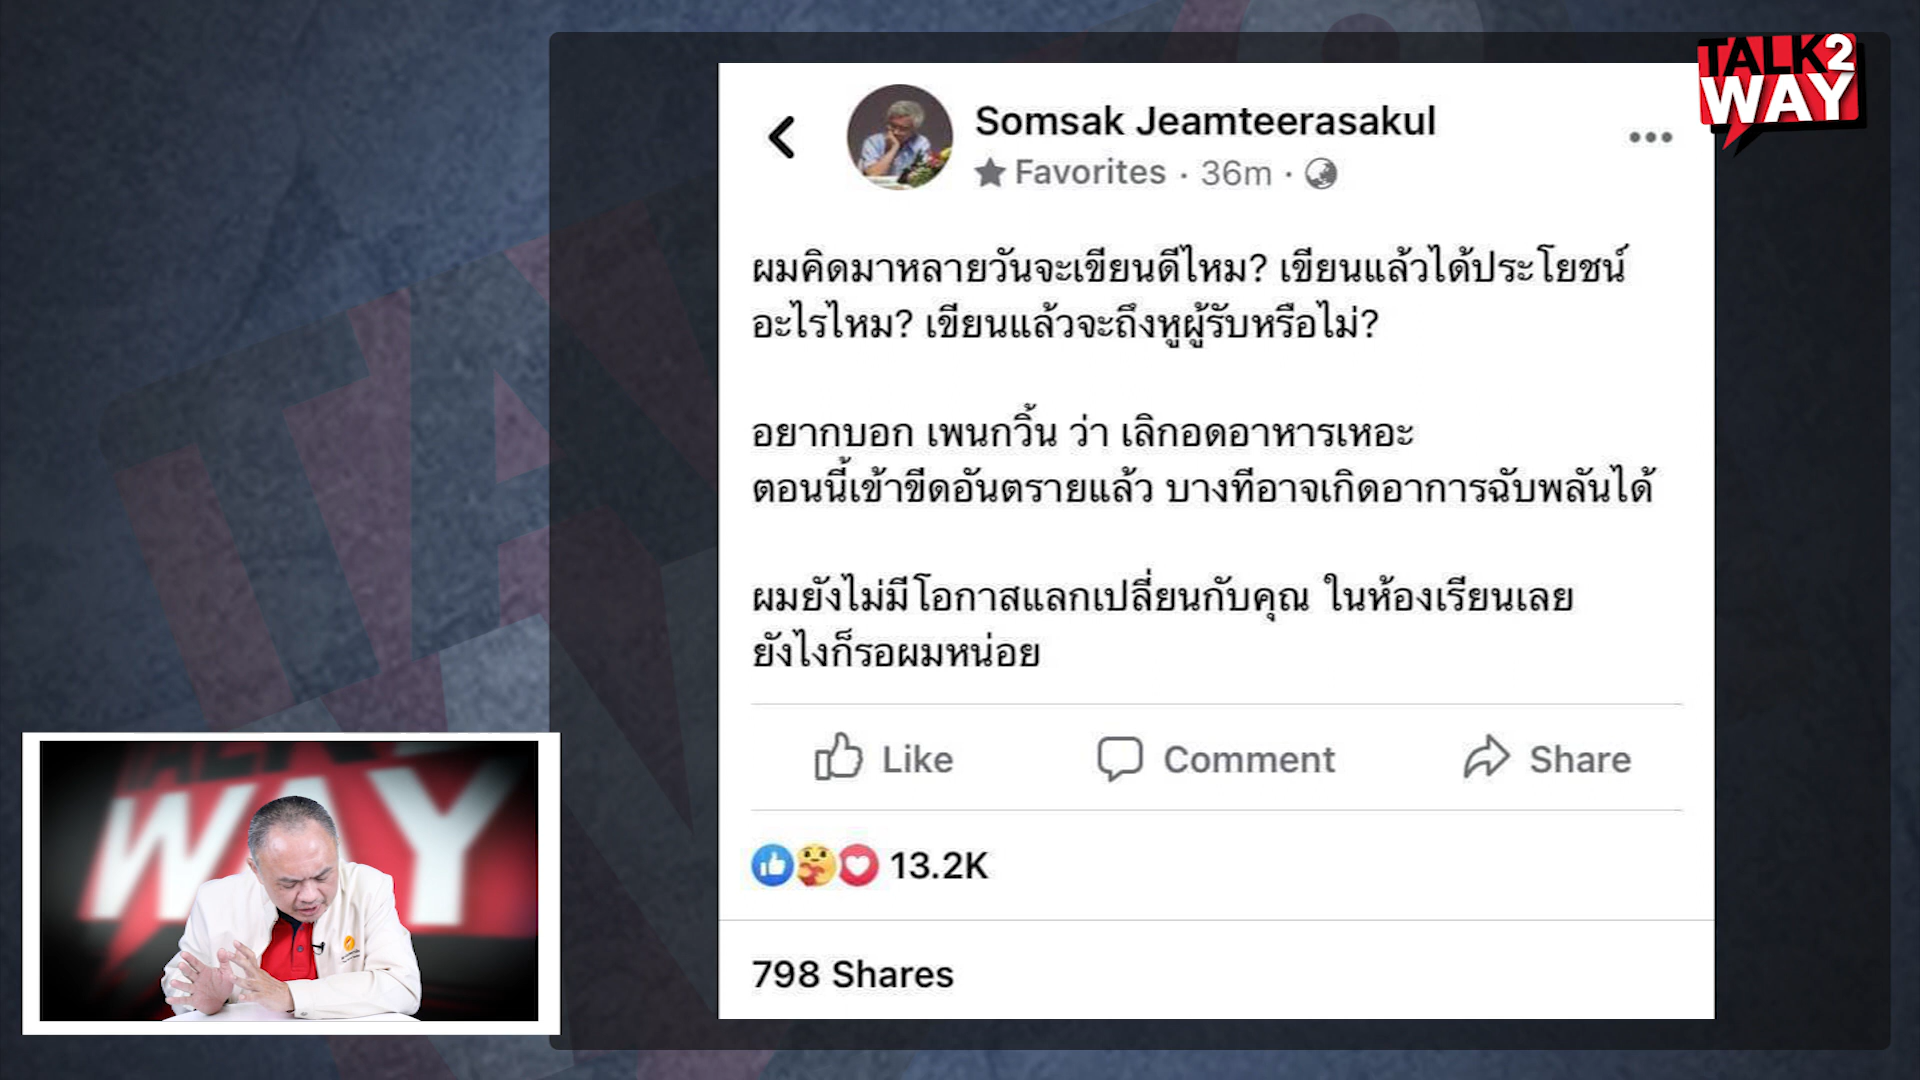 TALK2
WAY
Somsak Jeamteerasakul
Favorites · 36m ·
ผมคิดมาหลายวันจะเขียนดีไหม? เขียนแล้วได้ประโยชน์
อะไรไหม? เขียนแล้วจะถึงหูผู้รับหรือไม่?
อยากบอก เพนกวิ้น ว่า เลิกอดอาหารเหอะ
ตอนนี้เข้าขีดอันตรายแล้ว บางทีอาจเกิดอาการฉับพลันได้
ผมยังไม่มีโอกาสแลกเปลี่ยนกับคุณ ในห้องเรียนเลย
ยังไงก็รอผมหน่อย
Like Comment Share
13.2K
798 Shares
WAY